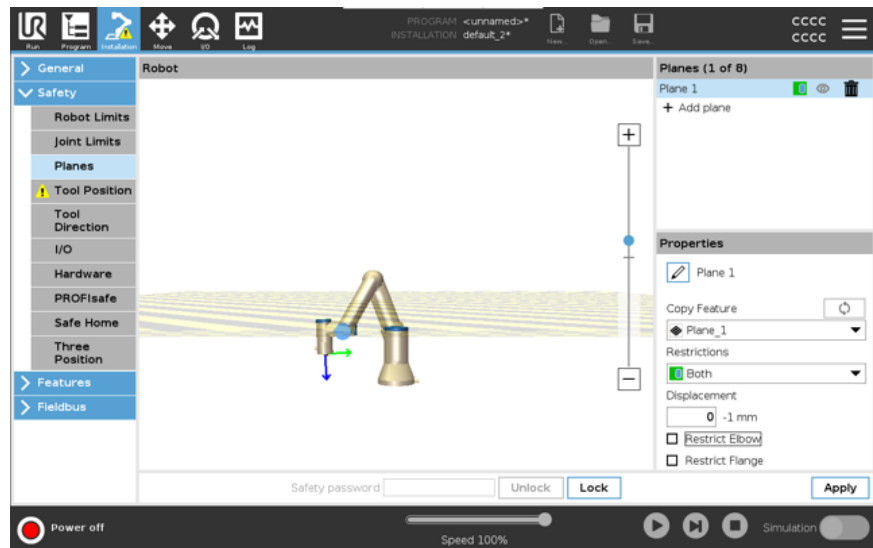 PROGRAM <unnamed>*
INSTALLATION default_2*
Run
Program
Installation
Move
I/O
Log
New...
Open...
Save...
cccc
cccc
General
Safety
Robot Limits
Joint Limits
Planes
Tool Position
Tool
Direction
I/O
Hardware
PROFIsafe
Safe Home
Three
Position
Features
Fieldbus
Robot
Planes (1 of 8)
Plane 1
+ Add plane
Properties
Plane 1
Copy Feature
Plane_1
Restrictions
Both
Displacement
0 -1 mm
Restrict Elbow
Restrict Flange
Safety password
Unlock
Lock
Apply
Power off
Speed 100%
Simulation